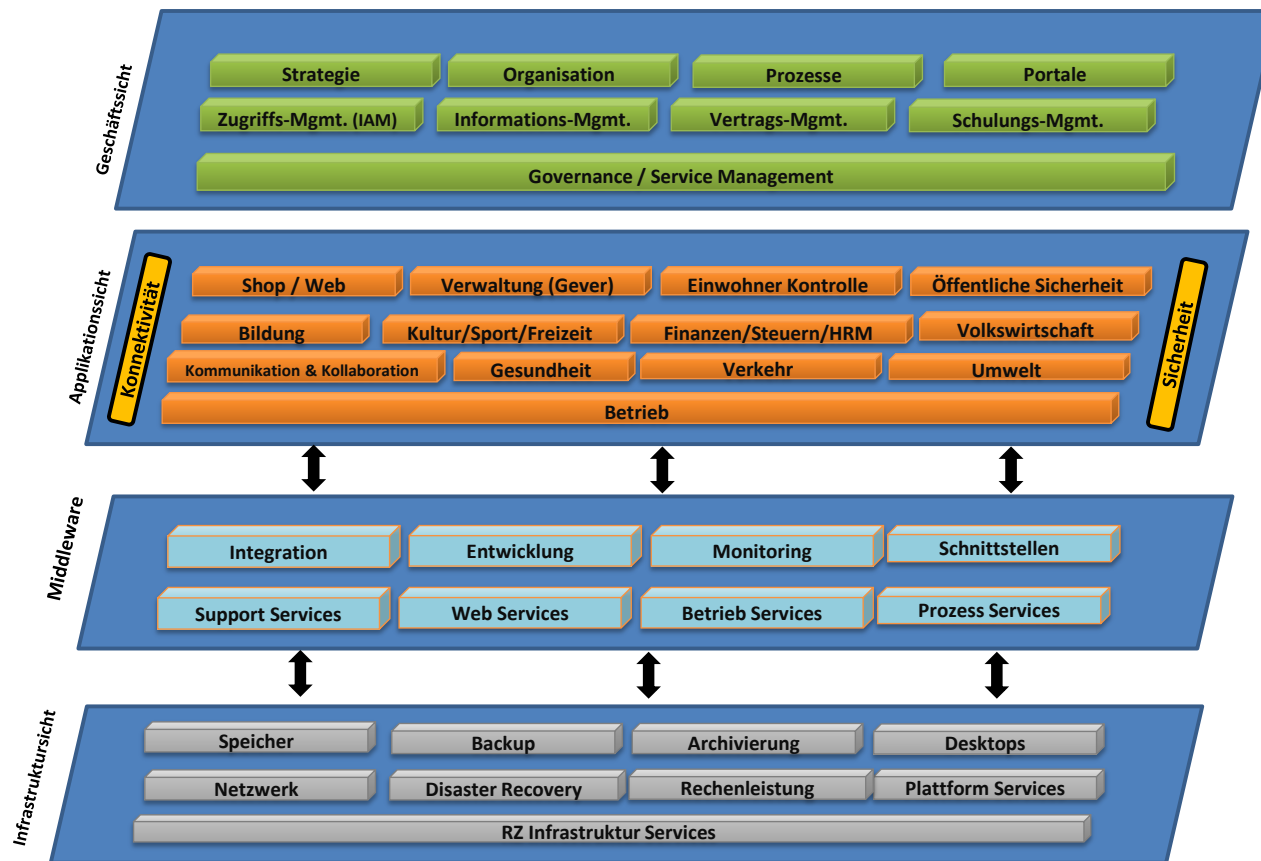 Geschäftssicht
Strategie
Organisation
Prozesse
Portale
Zugriffs-Mgmt. (IAM)
Informations-Mgmt.
Vertrags-Mgmt.
Schulungs-Mgmt.
Governance / Service Management
Applikationssicht
Konnektivität
Shop / Web
Verwaltung (Gever)
Einwohner Kontrolle
Öffentliche Sicherheit
Bildung
Kultur/Sport/Freizeit
Finanzen/Steuern/HRM
Volkswirtschaft
Kommunikation & Kollaboration
Gesundheit
Verkehr
Umwelt
Betrieb
Sicherheit
Middleware
Integration
Entwicklung
Monitoring
Schnittstellen
Support Services
Web Services
Betrieb Services
Prozess Services
Infrastruktursicht
Speicher
Backup
Archivierung
Desktops
Netzwerk
Disaster Recovery
Rechenleistung
Plattform Services
RZ Infrastruktur Services